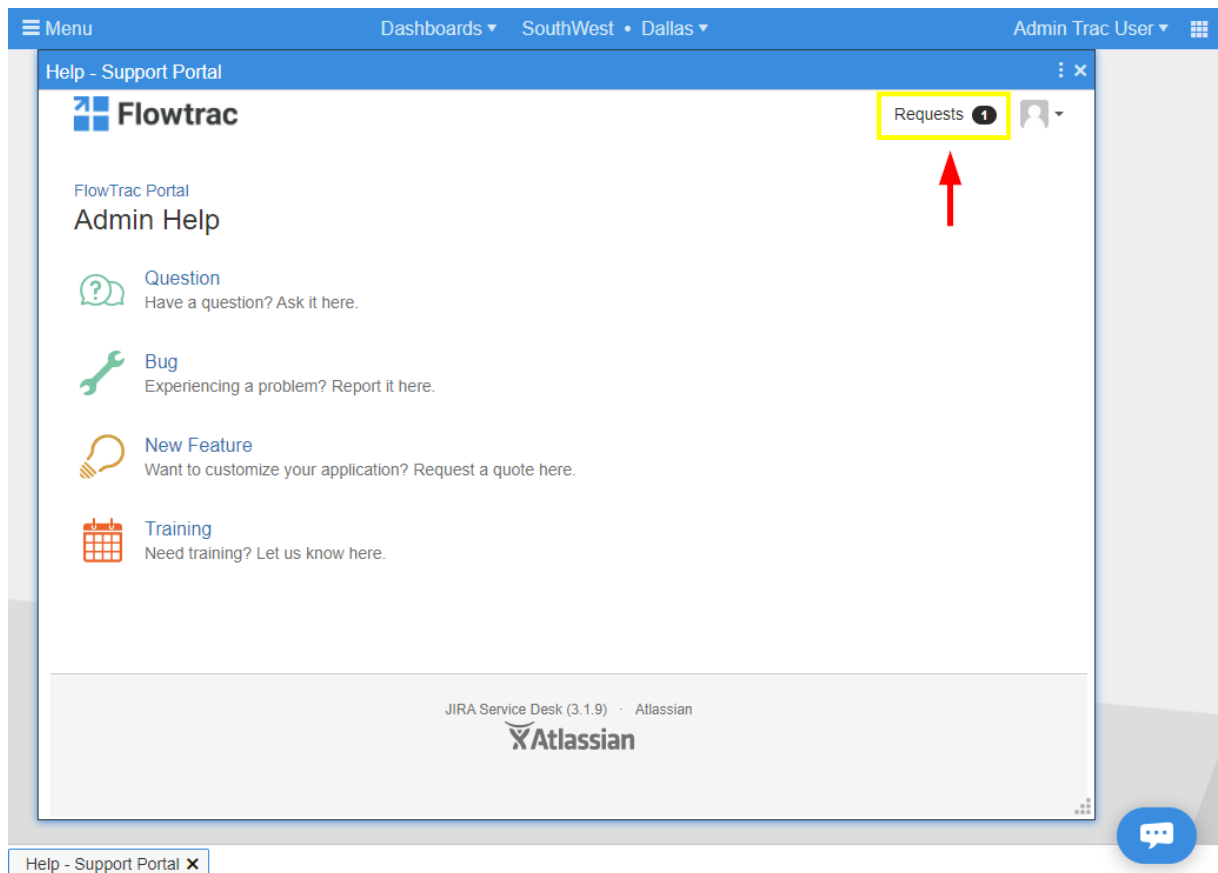 Menu
Dashboards
SouthWest • Dallas
Admin Trac User
Help - Support Portal
Flowtrac
Requests 1
FlowTrac Portal
Admin Help
Question
Have a question? Ask it here.
Bug
Experiencing a problem? Report it here.
New Feature
Want to customize your application? Request a quote here.
Training
Need training? Let us know here.
JIRA Service Desk (3.1.9) · Atlassian
Atlassian
Help - Support Portal